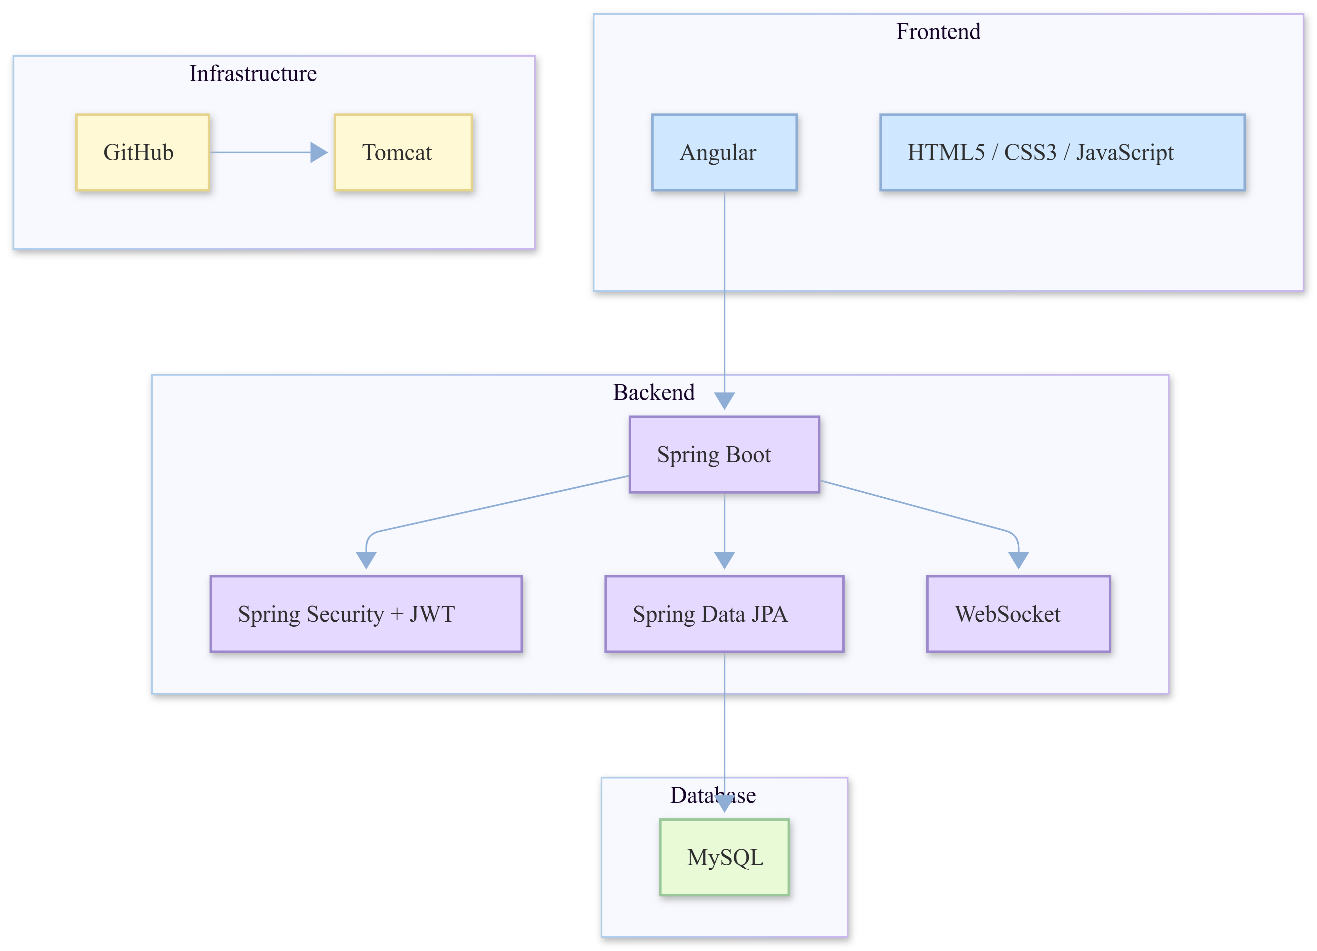 Infrastructure
GitHub
Tomcat
Frontend
Angular
HTML5 / CSS3 / JavaScript
Backend
Spring Boot
Spring Security + JWT
Spring Data JPA
WebSocket
Database
MySQL